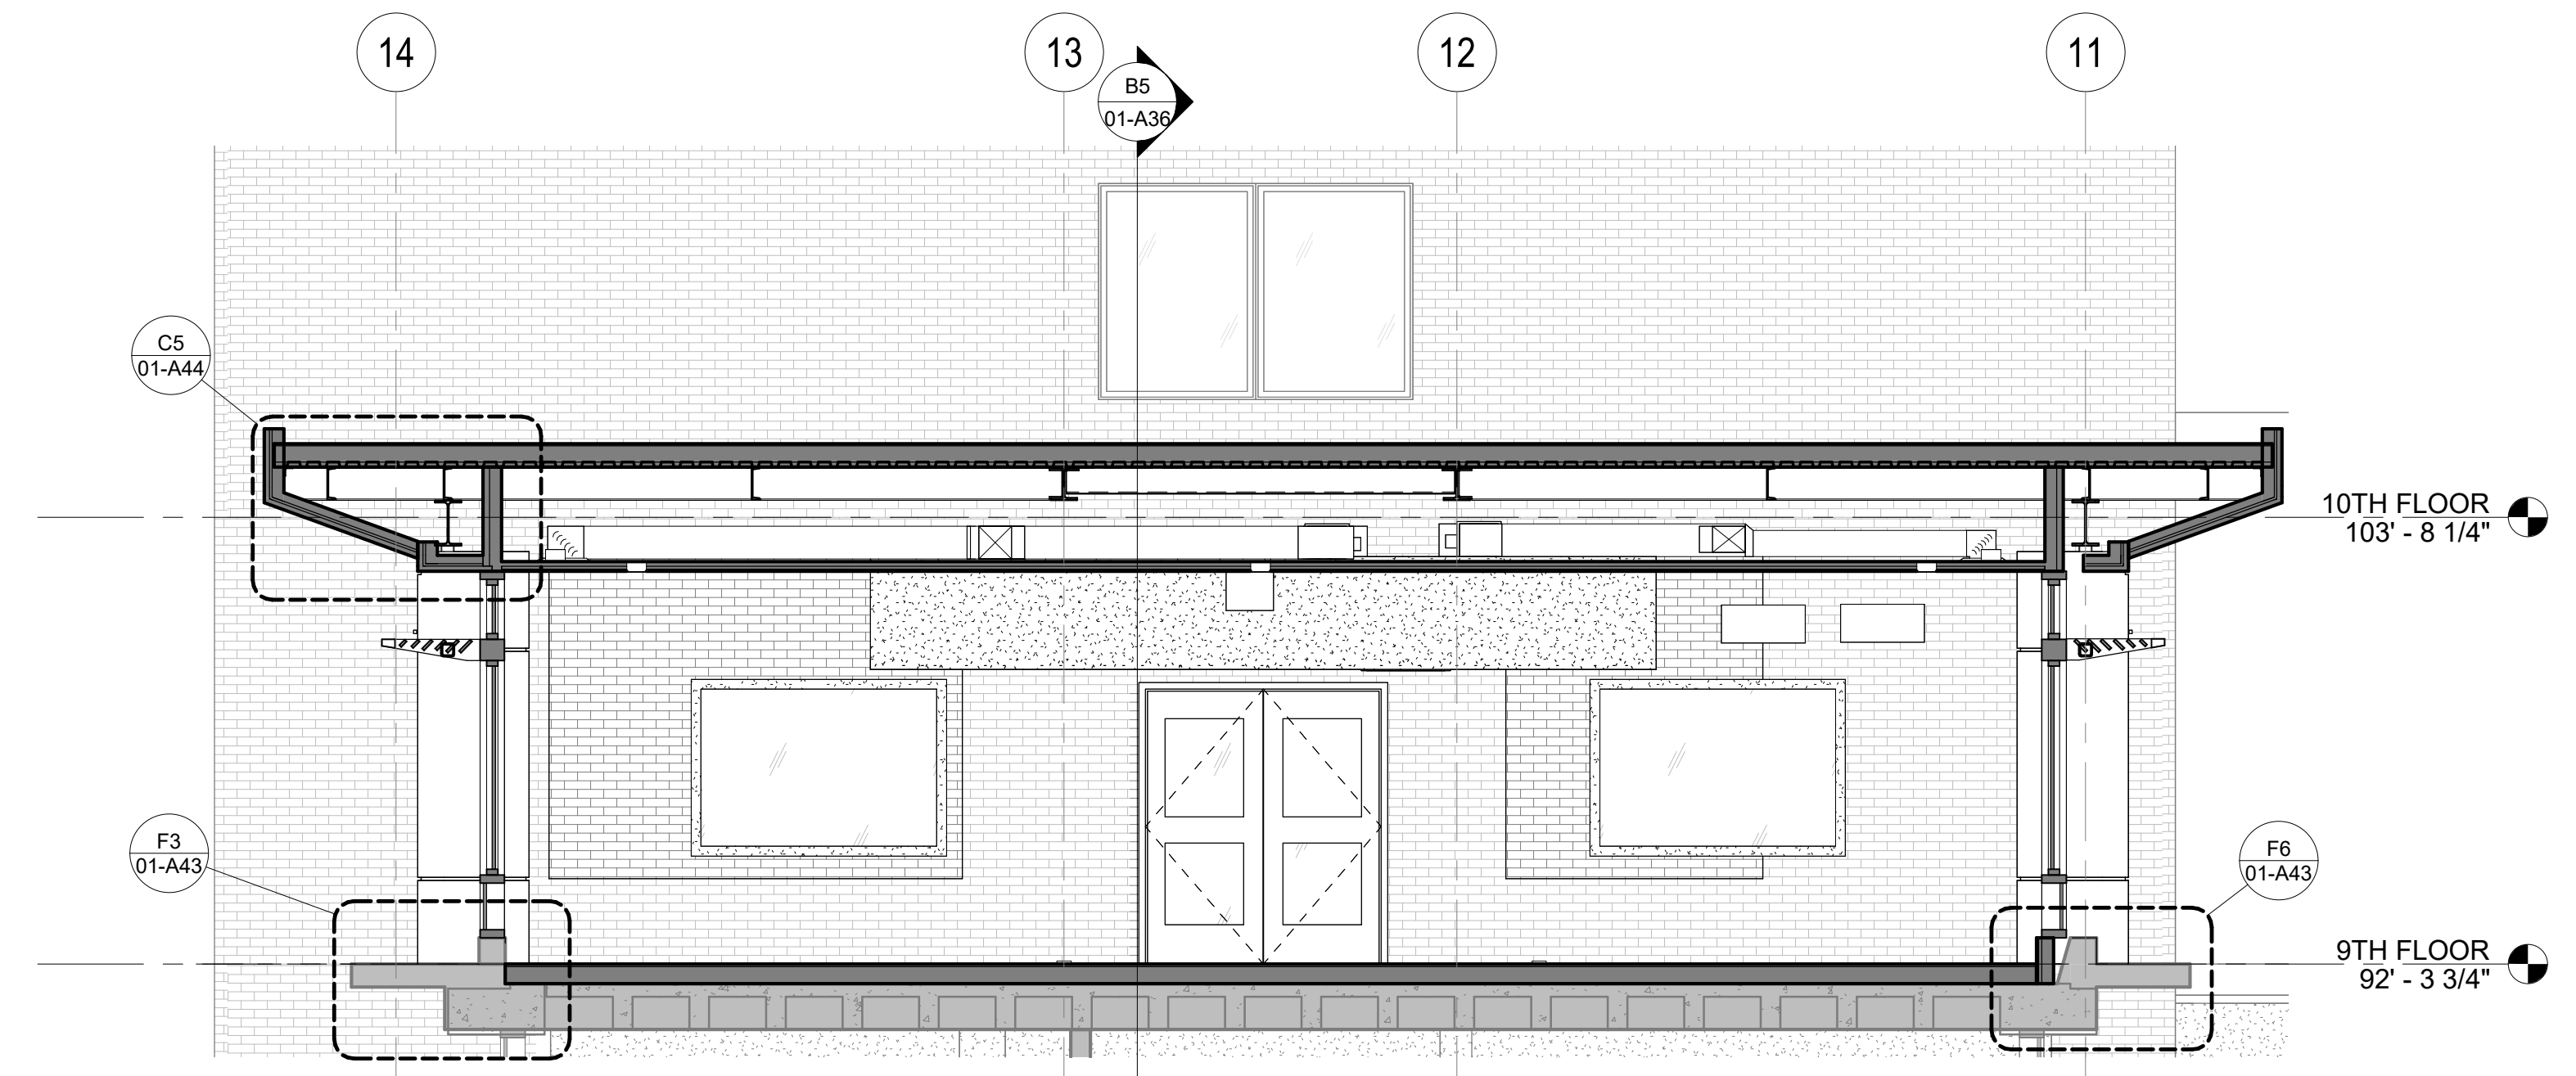 14
13
12
11
B5
01-A36
C5
01-A44
10TH FLOOR
103' - 8 1/4"
F3
01-A43
F6
01-A43
9TH FLOOR
92' - 3 3/4"